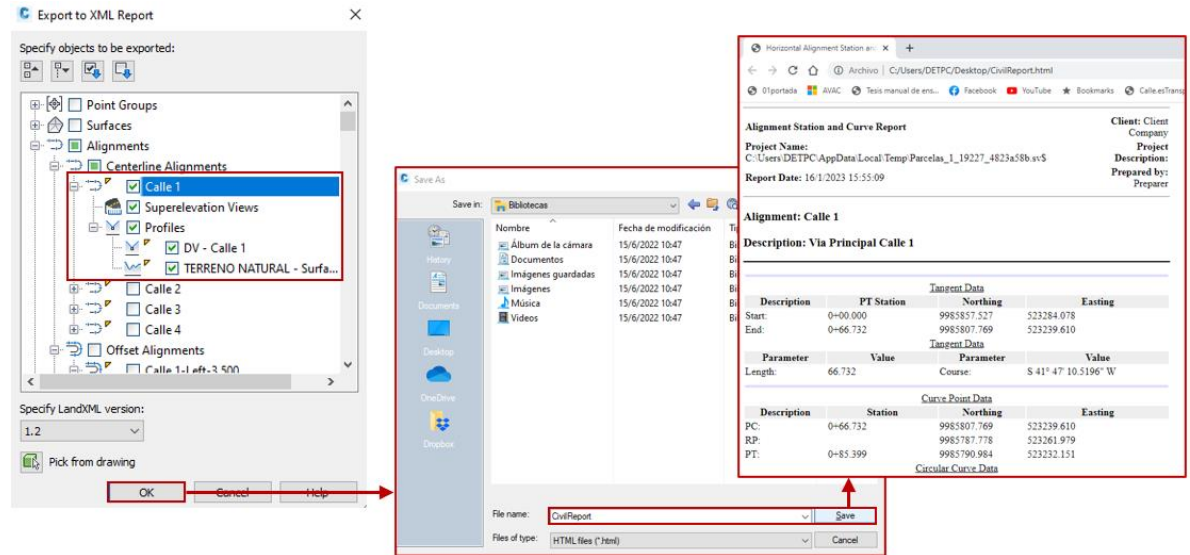 Export to XML Report
Specify objects to be exported:
Point Groups
Surfaces
Alignments
Centerline Alignments
Calle 1
Superelevation Views
Profiles
DV - Calle 1
TERRENO NATURAL - Surfa...
Calle 2
Calle 3
Calle 4
Offset Alignments
Calle 1-Left-3.500
Specify LandXML version:
1.2
Pick from drawing
OK
Cancel
Help
Save As
Save in:
Bibliotecas
Nombre Fecha de modificación
Álbum de la cámara 15/6/2022 10:47
Documentos 15/6/2022 10:47
Imágenes guardadas 15/6/2022 10:47
Imágenes 15/6/2022 10:47
Música 15/6/2022 10:47
Videos 15/6/2022 10:47
History
Documents
Desktop
OneDrive
Dropbox
File name: CivilReport Save
Files of type: HTML files (*.html) Cancel
Horizontal Alignment Station an
Archivo | C:/Users/DETPC/Desktop/CivilReport.html
01portada AVAC Tesis manual de ens... Facebook YouTube Bookmarks Calle.esTransp
Alignment Station and Curve Report Client: Client
Company
Project Name: Project
C:\Users\DETPC\AppData\Local\Temp\Parcelas_1_19227_4823a58b.sv$ Description:
Report Date: 16/1/2023 15:55:09 Prepared by:
Preparer
Alignment: Calle 1
Description: Via Principal Calle 1
Tangent Data
Description PT Station Northing Easting
Start: 0+00.000 9985857.527 523284.078
End: 0+66.732 9985807.769 523239.610
Tangent Data
Parameter Value Parameter Value
Length: 66.732 Course: S 41° 47' 10.5196" W
Curve Point Data
Description Station Northing Easting
PC: 0+66.732 9985807.769 523239.610
RP: 9985787.778 523261.979
PT: 0+85.399 9985790.984 523232.151
Circular Curve Data